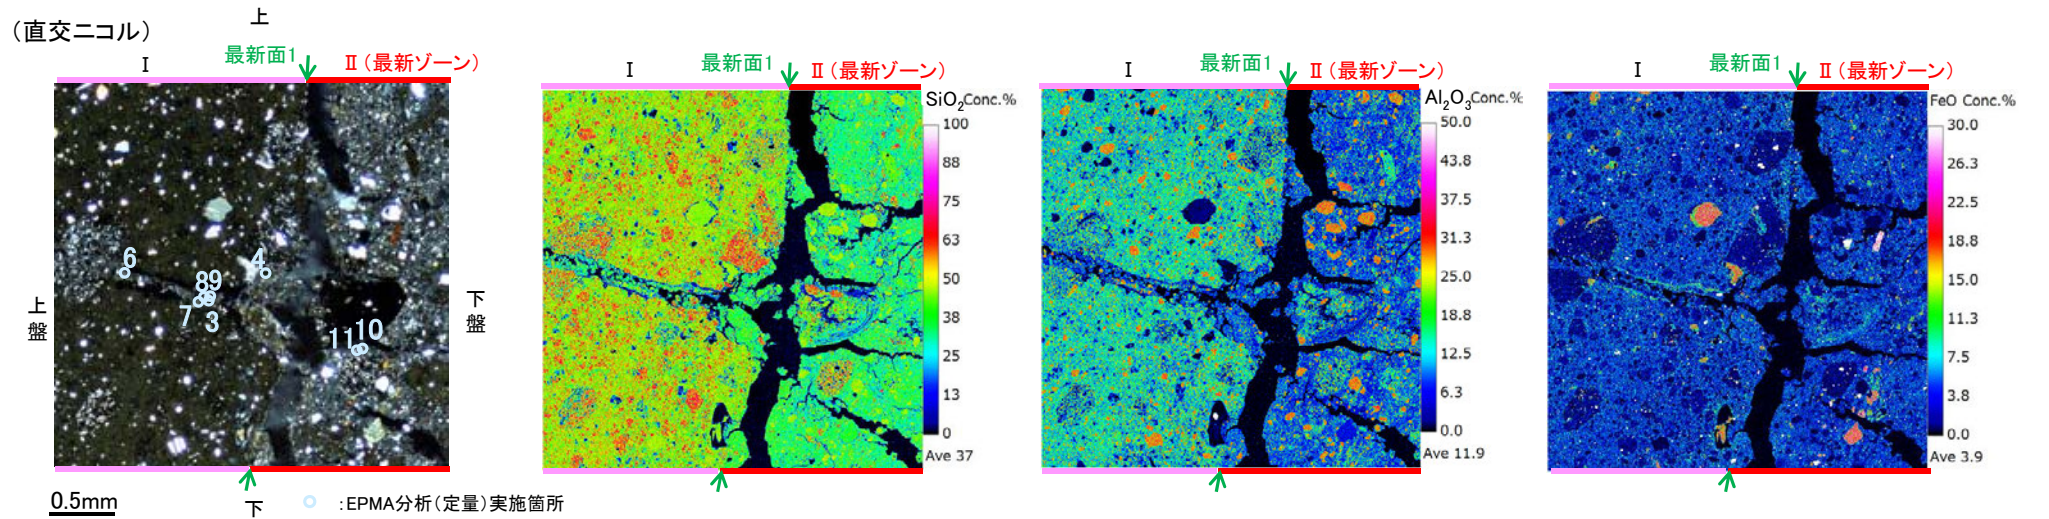 (直交ニコル)
上
I
最新面1
Ⅱ(最新ゾーン)
上盤
下盤
6
4
89
7
3
1110
0.5mm
下
:EPMA分析(定量)実施箇所
I
最新面1
Ⅱ(最新ゾーン)
SiO₂Conc.%
100
88
75
63
50
38
25
13
0
Ave 37
I
最新面1
Ⅱ(最新ゾーン)
Al₂O₃Conc.%
50.0
43.8
37.5
31.3
25.0
18.8
12.5
6.3
0.0
Ave 11.9
I
最新面1
Ⅱ(最新ゾーン)
FeO Conc.%
30.0
26.3
22.5
18.8
15.0
11.3
7.5
3.8
0.0
Ave 3.9